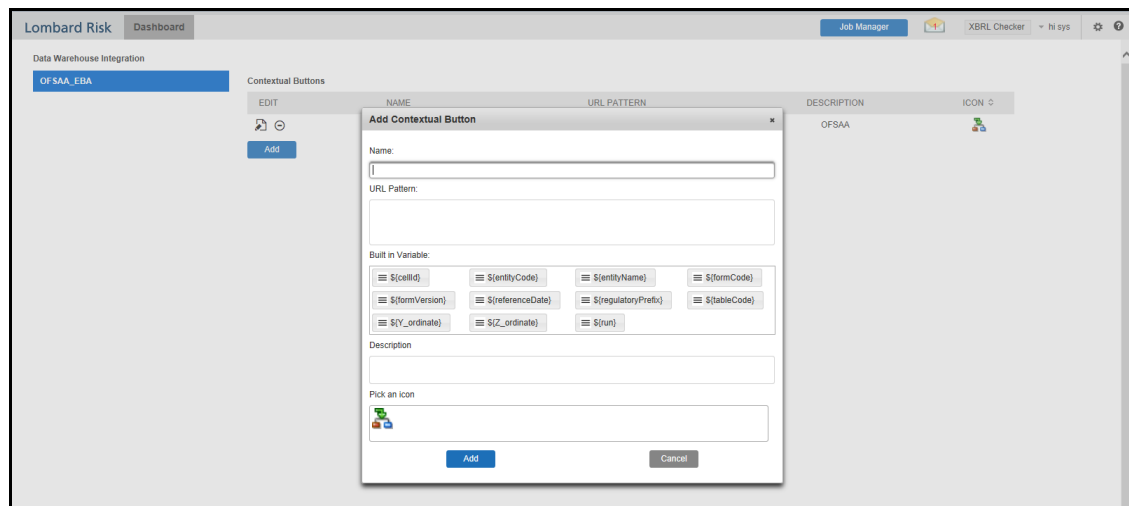 Lombard Risk Dashboard Job Manager 1 XBRL Checker hi sys
Data Warehouse Integration
OFSAA_EBA
Contextual Buttons
EDIT NAME URL PATTERN DESCRIPTION ICON
OFSAA
Add
Add Contextual Button
Name:
URL Pattern:
Built in Variable:
${cellId} ${entityCode} ${entityName} ${formCode}
${formVersion} ${referenceDate} ${regulatoryPrefix} ${tableCode}
${Y_ordinate} ${Z_ordinate} ${run}
Description
Pick an icon
Add Cancel